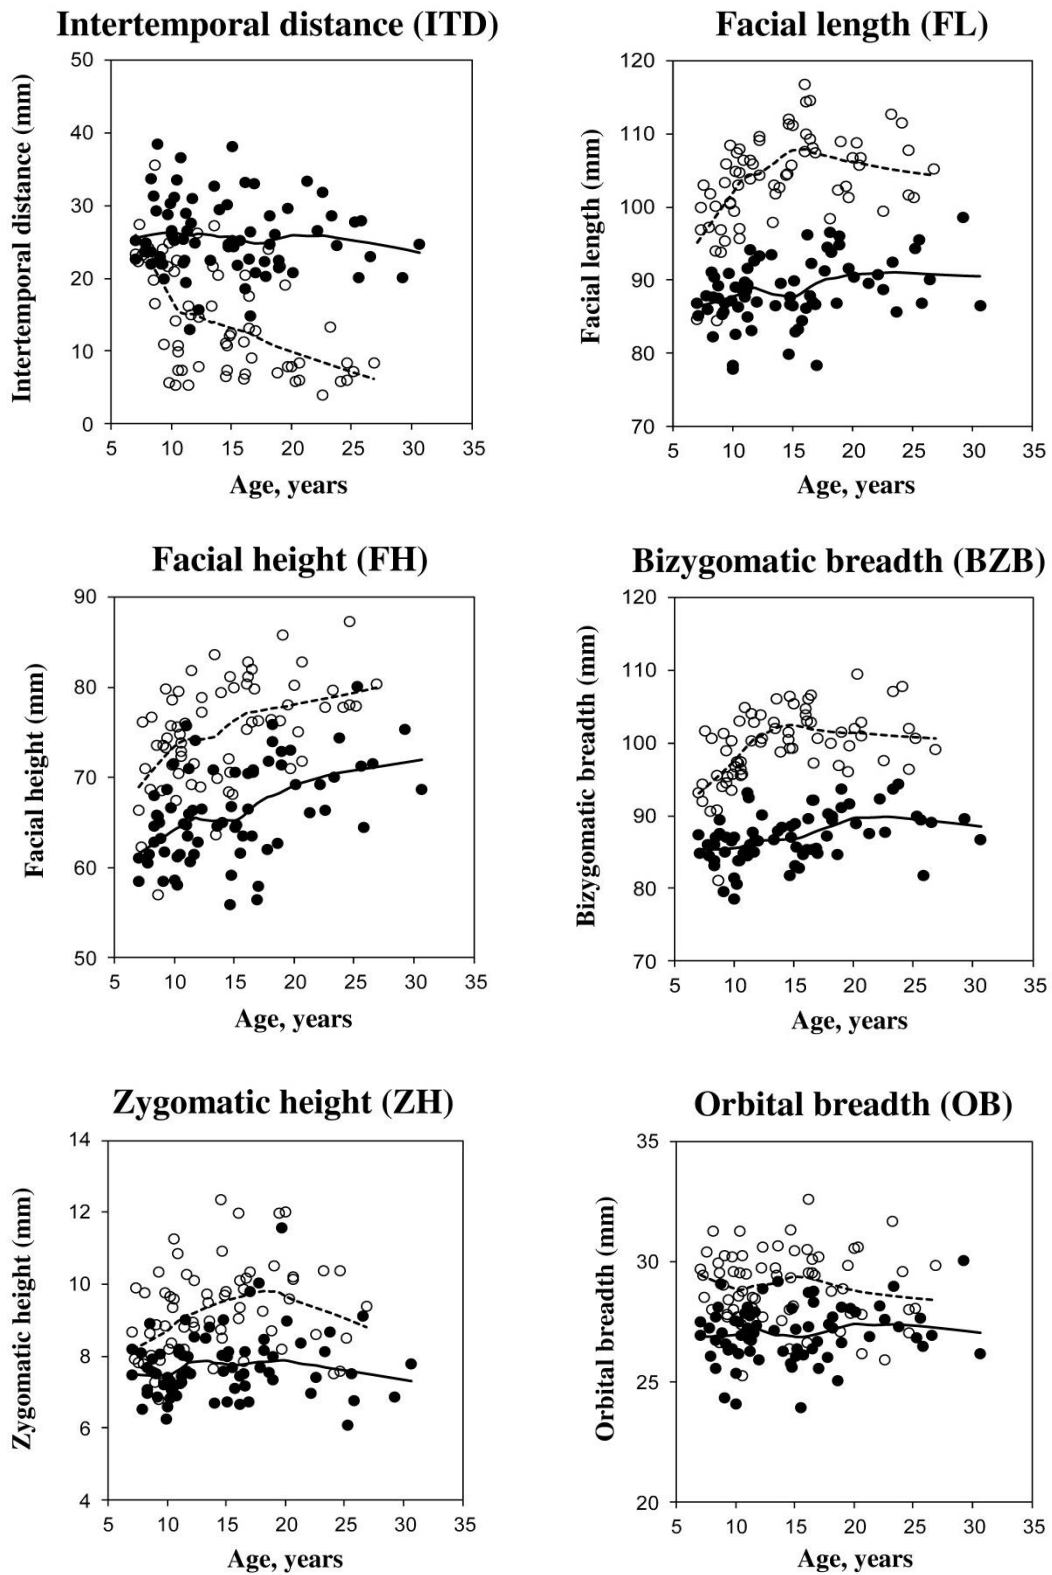 Intertemporal distance (ITD)
Intertemporal distance (mm)
50
40
30
20
10
0
5 10 15 20 25 30 35
Age, years
Facial length (FL)
Facial length (mm)
120
110
100
90
80
70
5 10 15 20 25 30 35
Age, years
Facial height (FH)
Facial height (mm)
90
80
70
60
50
5 10 15 20 25 30 35
Age, years
Bizygomatic breadth (BZB)
Bizygomatic breadth (mm)
120
110
100
90
80
70
5 10 15 20 25 30 35
Age, years
Zygomatic height (ZH)
Zygomatic height (mm)
14
12
10
8
6
4
5 10 15 20 25 30 35
Age, years
Orbital breadth (OB)
Orbital breadth (mm)
35
30
25
20
5 10 15 20 25 30 35
Age, years